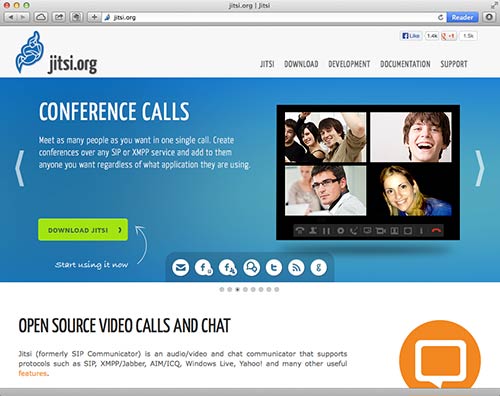 jitsi.org | Jitsi
jitsi.org
Reader
Like 1.4k +1 1.5k
jitsi.org
JITSI DOWNLOAD DEVELOPMENT DOCUMENTATION SUPPORT
CONFERENCE CALLS
Meet as many people as you want in one single call. Create
conferences over any SIP or XMPP service and add to them
anyone you want regardless of what application they are using.
DOWNLOAD JITSI
Start using it now
OPEN SOURCE VIDEO CALLS AND CHAT
Jitsi (formerly SIP Communicator) is an audio/video and chat communicator that supports
protocols such as SIP, XMPP/Jabber, AIM/ICQ, Windows Live, Yahoo! and many other useful
features.